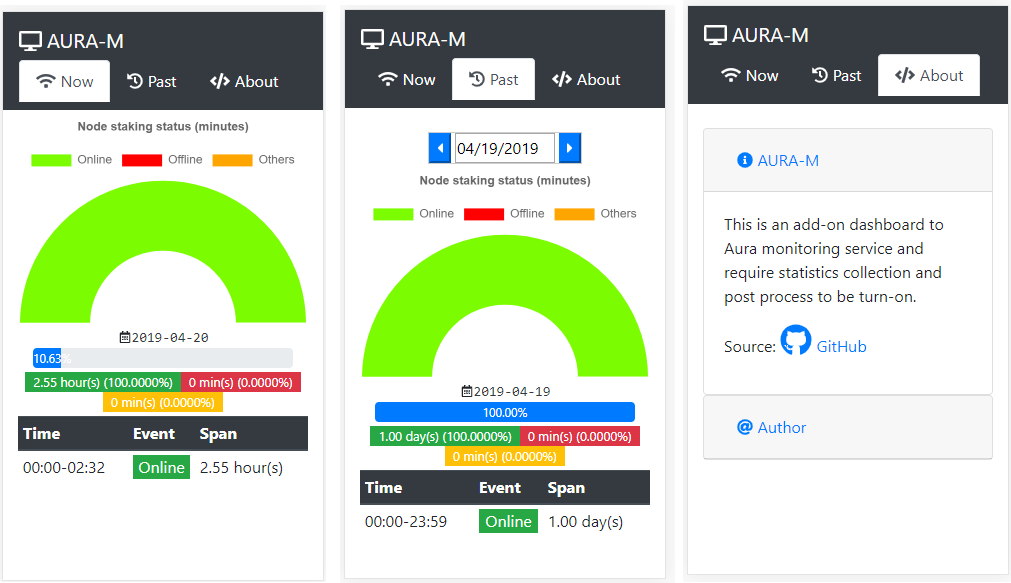 AURA-M
Now Past About
Node staking status (minutes)
Online Offline Others
2019-04-20
10.63%
2.55 hour(s) (100.0000%) 0 min(s) (0.0000%)
0 min(s) (0.0000%)
Time Event Span
00:00-02:32 Online 2.55 hour(s)
AURA-M
Now Past About
04/19/2019
Node staking status (minutes)
Online Offline Others
2019-04-19
100.00%
1.00 day(s) (100.0000%) 0 min(s) (0.0000%)
0 min(s) (0.0000%)
Time Event Span
00:00-23:59 Online 1.00 day(s)
AURA-M
Now Past About
AURA-M
This is an add-on dashboard to
Aura monitoring service and
require statistics collection and
post process to be turn-on.
Source: GitHub
Author